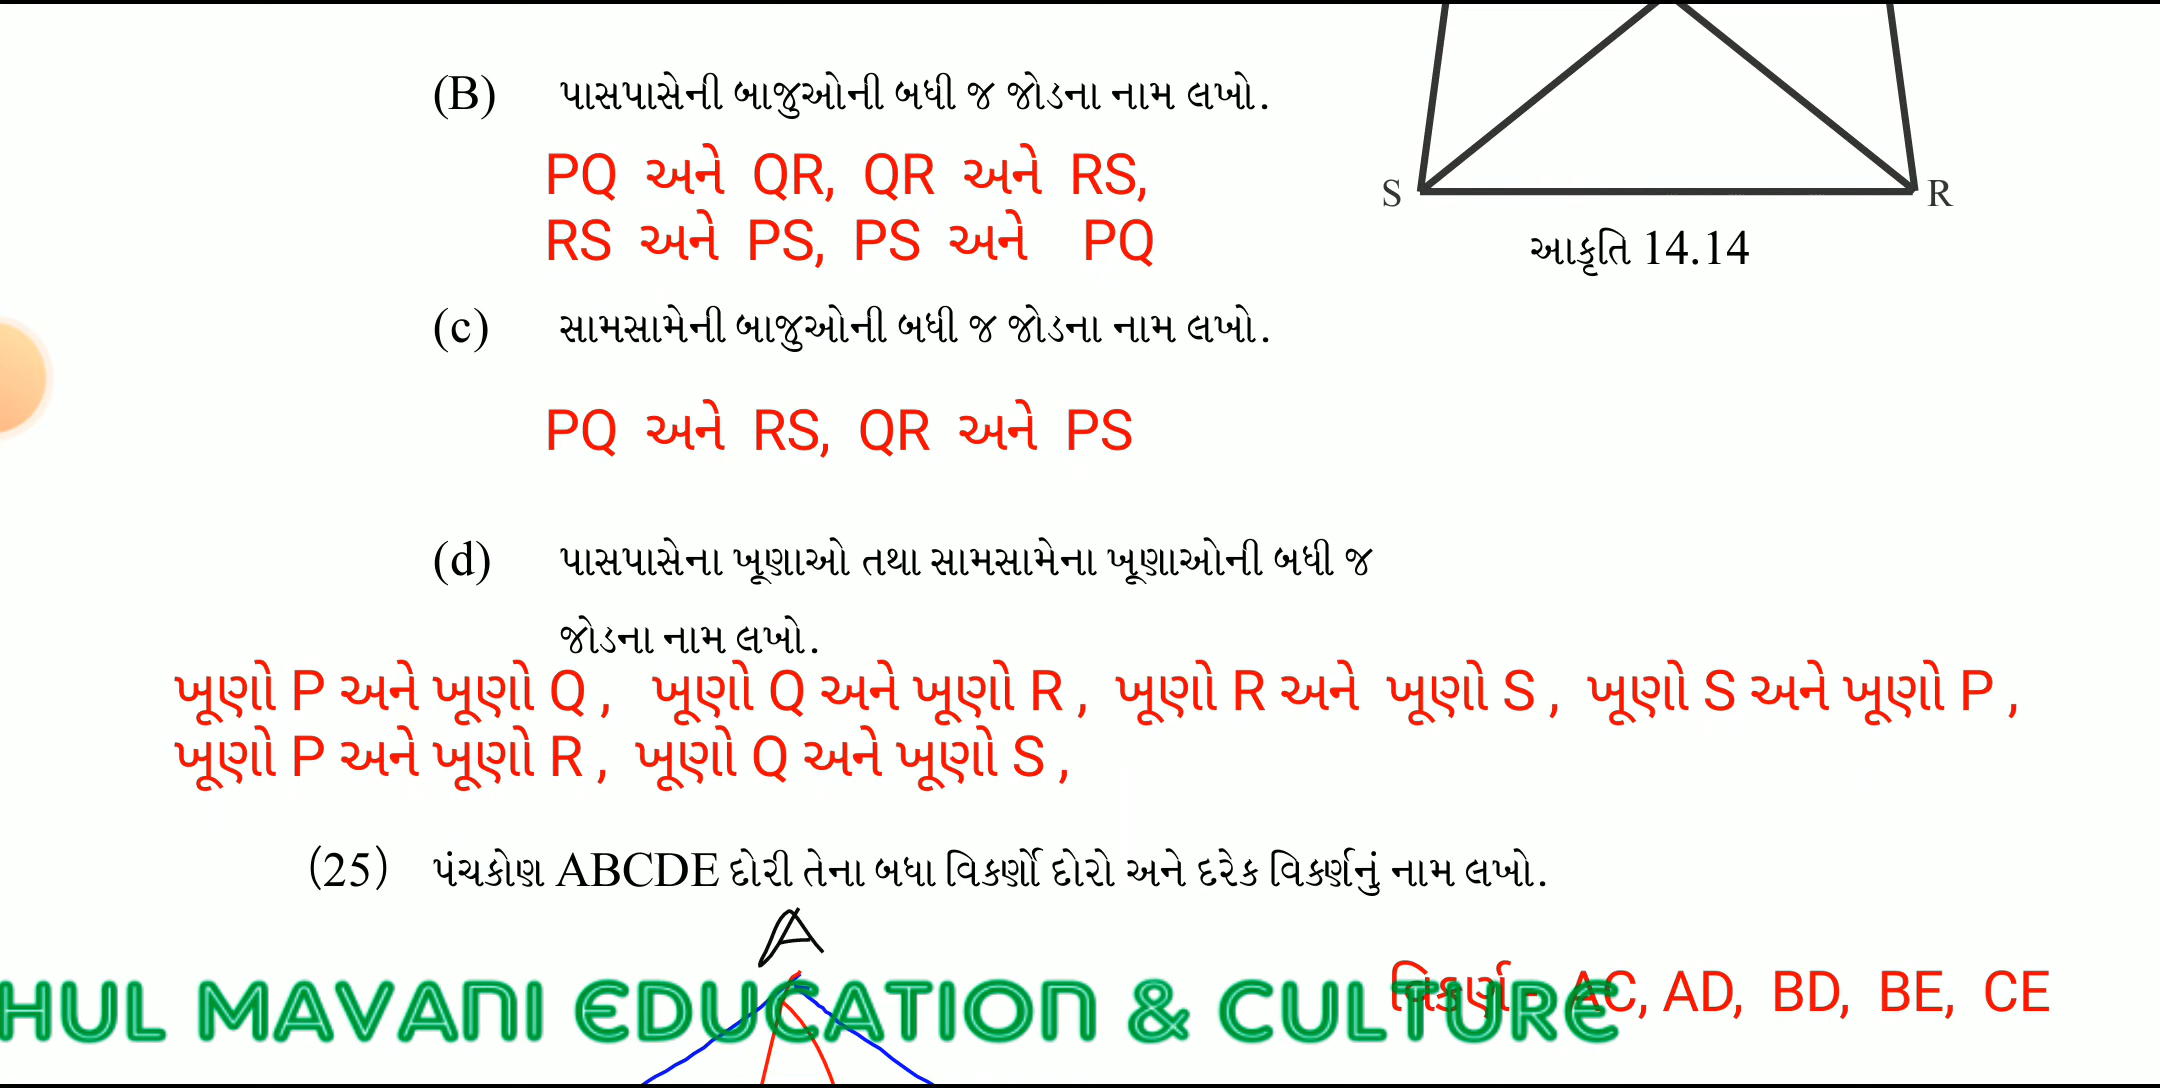 (B) પાસપાસેની બાજુઓની બધી જ જોડના નામ લખો.
PQ અને QR, QR અને RS,
RS અને PS, PS અને PQ
S R
આકૃતિ 14.14
(c) સામસામેની બાજુઓની બધી જ જોડના નામ લખો.
PQ અને RS, QR અને PS
(d) પાસપાસેના ખૂણાઓ તથા સામસામેના ખૂણાઓની બધી જ
જોડના નામ લખો.
ખૂણો P અને ખૂણો Q , ખૂણો Q અને ખૂણો R , ખૂણો R અને ખૂણો S , ખૂણો S અને ખૂણો P ,
ખૂણો P અને ખૂણો R , ખૂણો Q અને ખૂણો S ,
(25) પંચકોણ ABCDE દોરી તેના બધા વિકર્ણો દોરો અને દરેક વિકર્ણનું નામ લખો.
A
વિકર્ણ- AC, AD, BD, BE, CE
HUL MAVANI EDUCATION & CULTURE